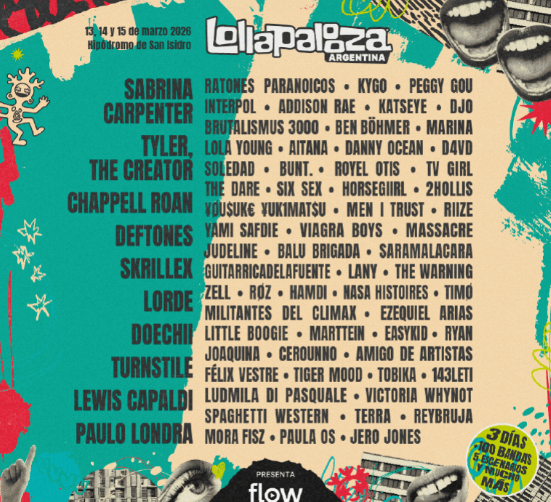 13, 14 y 15 de marzo 2026
Hipódromo de San Isidro
Lollapalooza
ARGENTINA
SABRINA
CARPENTER
TYLER,
THE CREATOR
CHAPPELL ROAN
DEFTONES
SKRILLEX
LORDE
DOECHII
TURNSTILE
LEWIS CAPALDI
PAULO LONDRA
RATONES PARANOICOS • KYGO • PEGGY GOU
INTERPOL • ADDISON RAE • KATSEYE • DJO
BRUTALISMUS 3000 • BEN BÖHMER • MARINA
LOLA YOUNG • AITANA • DANNY OCEAN • D4VD
SOLEDAD • BUNT. • ROYEL OTIS • TV GIRL
THE DARE • SIX SEX • HORSEGIIRL • 2HOLLIS
¥ØUSUK€ ¥UK1MATSU • MEN I TRUST • RIIZE
YAMI SAFDIE • VIAGRA BOYS • MASSACRE
JUDELINE • BALU BRIGADA • SARAMALACARA
GUITARRICADELAFUENTE • LANY • THE WARNING
ZELL • RØZ • HAMDI • NASA HISTOIRES • TIMØ
MILITANTES DEL CLIMAX • EZEQUIEL ARIAS
LITTLE BOOGIE • MARTTEIN • EASYKID • RYAN
JOAQUINA • CEROUNNO • AMIGO DE ARTISTAS
FÉLIX VESTRE • TIGER MOOD • TOBIKA • 143LETI
LUDMILA DI PASQUALE • VICTORIA WHYNOT
SPAGHETTI WESTERN • TERRA • REYBRUJA
MORA FISZ • PAULA OS • JERO JONES
3 DÍAS
+100 BANDAS
5 ESCENARIOS
Y MUCHO
MÁS
PRESENTA
flow